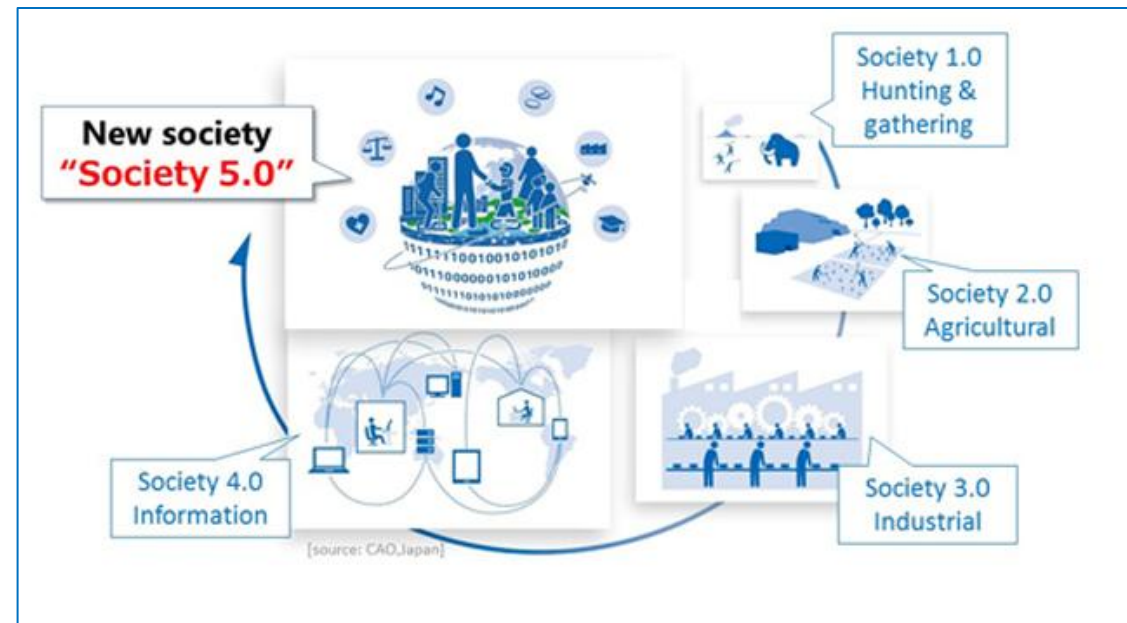 New society
“Society 5.0”
Society 1.0
Hunting &
gathering
Society 2.0
Agricultural
Society 3.0
Industrial
Society 4.0
Information
[source: CAO,Japan]